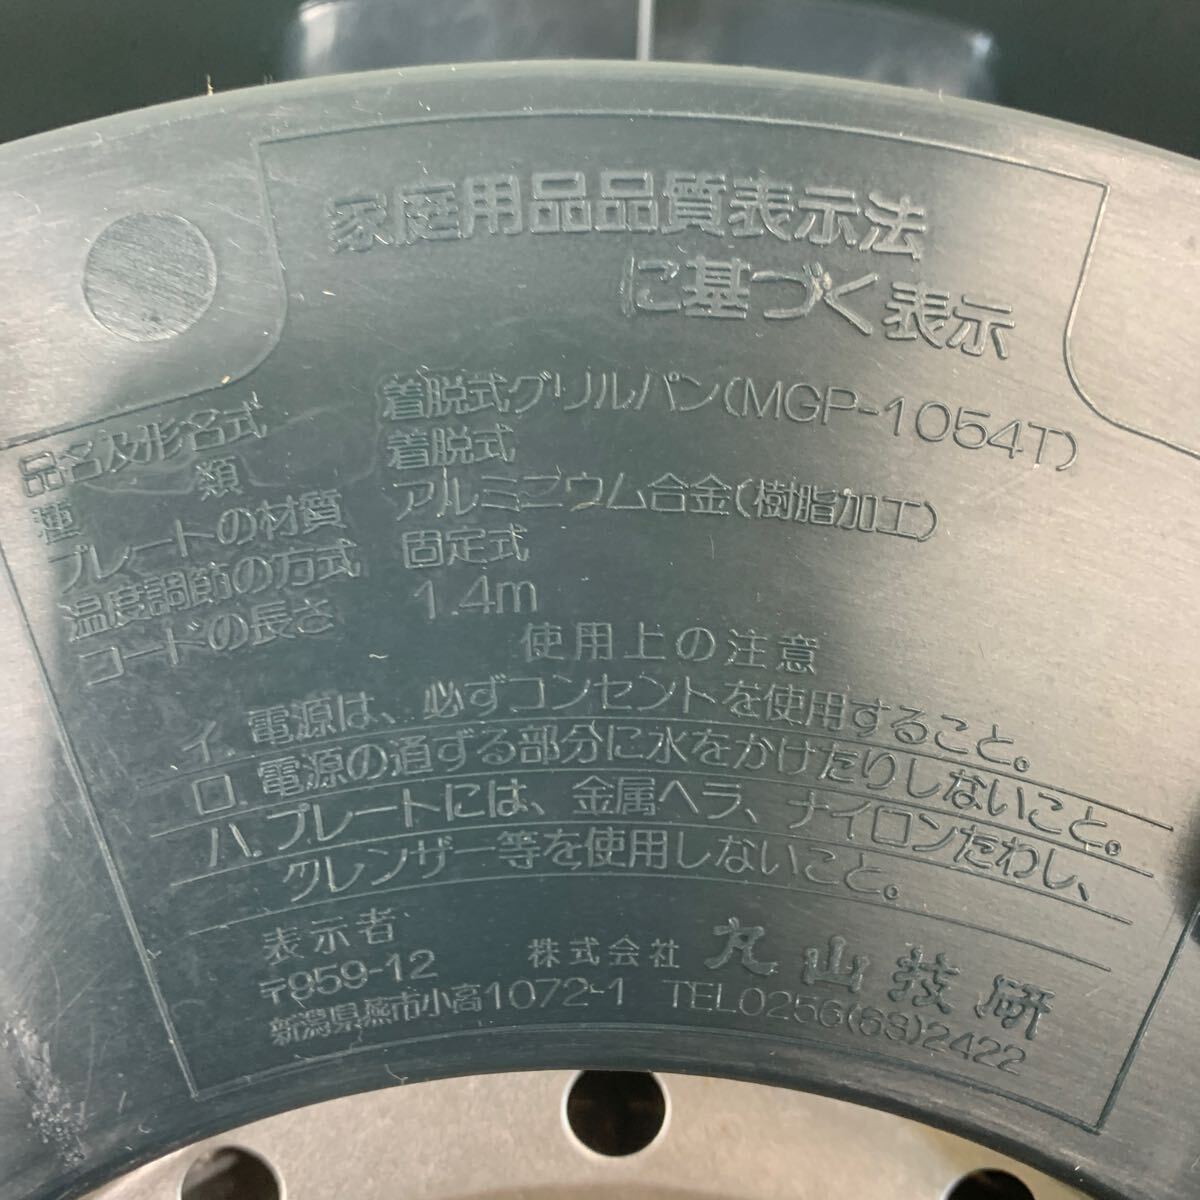 家庭用品品質表示法
に基づく表示
品名及形名式 着脱式グリルパン(MGP-1054T)
種類 着脱式
プレートの材質 アルミニウム合金(樹脂加工)
温度調節の方式 固定式
コードの長さ 1.4m
使用上の注意
イ. 電源は、必ずコンセントを使用すること。
ロ. 電源の通ずる部分に水をかけたりしないこと。
ハ. プレートには、金属ヘラ、ナイロンたわし、
クレンザー等を使用しないこと。
表示者 株式会社 丸山技研
〒959-12
新潟県燕市小高1072-1 TEL0256(63)2422